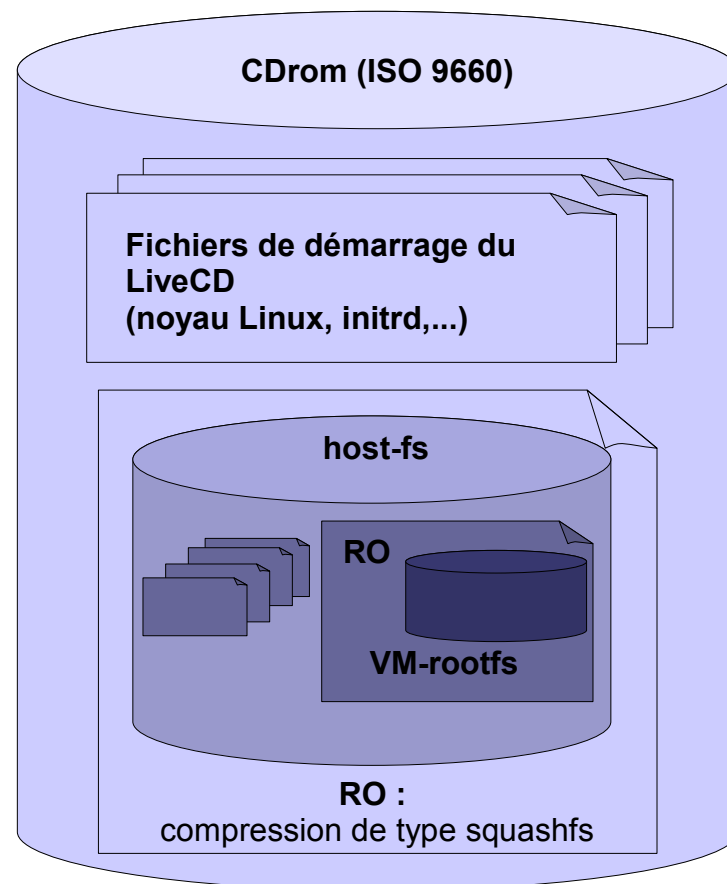 CDrom (ISO 9660)
Fichiers de démarrage du
LiveCD
(noyau Linux, initrd,...)
host-fs
RO
VM-rootfs
RO :
compression de type squashfs